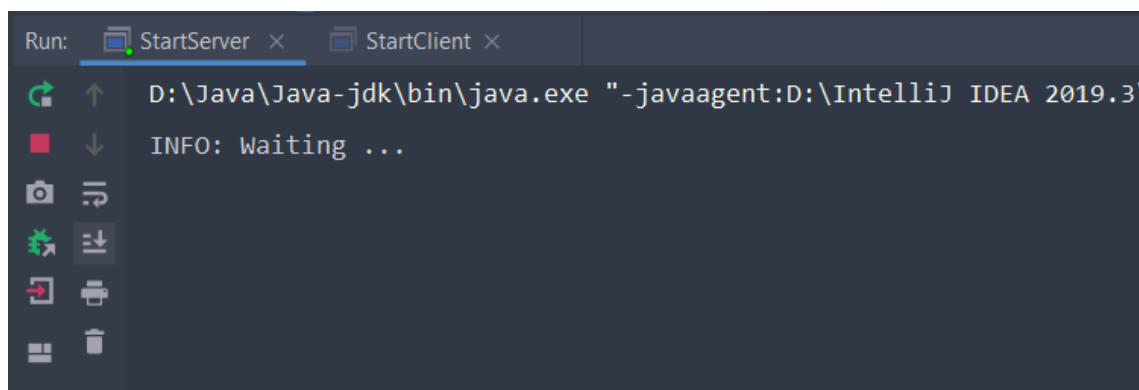 Run: StartServer × StartClient ×
D:\Java\Java-jdk\bin\java.exe "-javaagent:D:\IntelliJ IDEA 2019.3\
INFO: Waiting ...